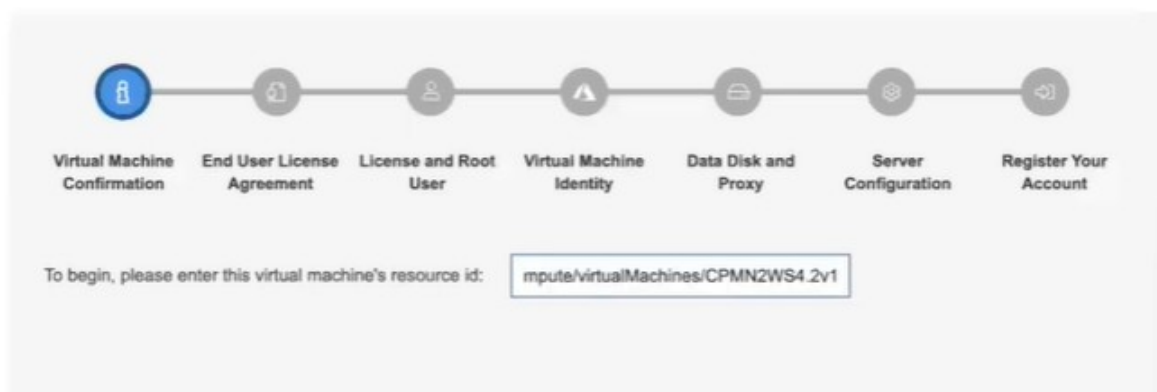 Virtual Machine Confirmation
End User License Agreement
License and Root User
Virtual Machine Identity
Data Disk and Proxy
Server Configuration
Register Your Account
To begin, please enter this virtual machine's resource id:
mpute/virtualMachines/CPMN2WS4.2v1